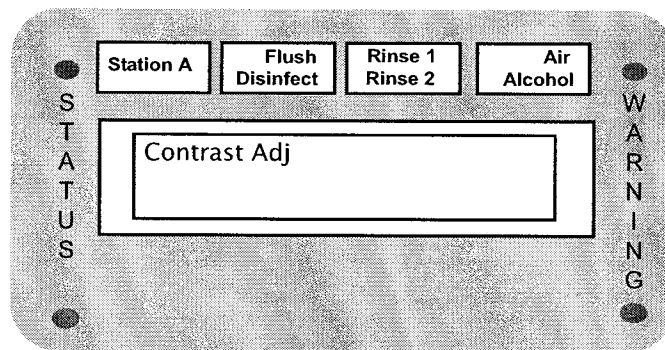 Station A
Flush
Disinfect
Rinse 1
Rinse 2
Air
Alcohol
STATUS
Contrast Adj
WARNING